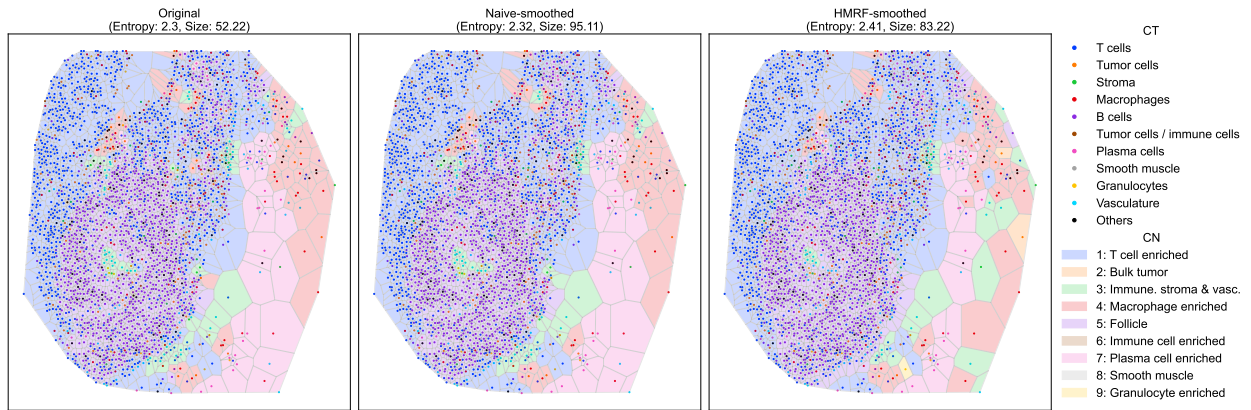 Original
(Entropy: 2.3, Size: 52.22)
Naive-smoothed
(Entropy: 2.32, Size: 95.11)
HMRF-smoothed
(Entropy: 2.41, Size: 83.22)
CT
T cells
Tumor cells
Stroma
Macrophages
B cells
Tumor cells / immune cells
Plasma cells
Smooth muscle
Granulocytes
Vasculature
Others
CN
1: T cell enriched
2: Bulk tumor
3: Immune. stroma & vasc.
4: Macrophage enriched
5: Follicle
6: Immune cell enriched
7: Plasma cell enriched
8: Smooth muscle
9: Granulocyte enriched